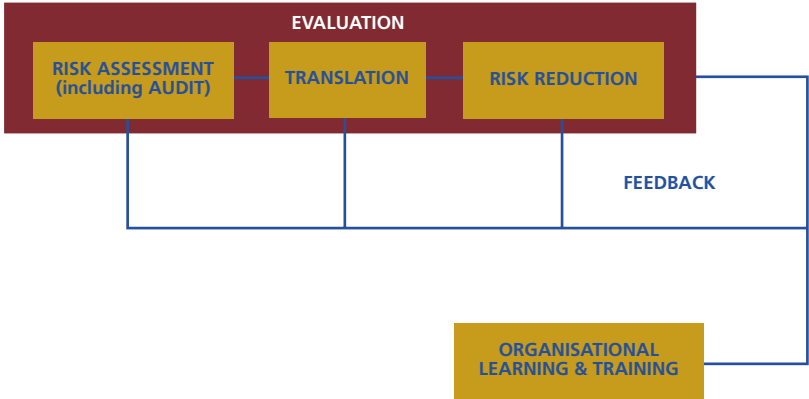 EVALUATION
RISK ASSESSMENT
(including AUDIT)
TRANSLATION
RISK REDUCTION
FEEDBACK
ORGANISATIONAL
LEARNING & TRAINING